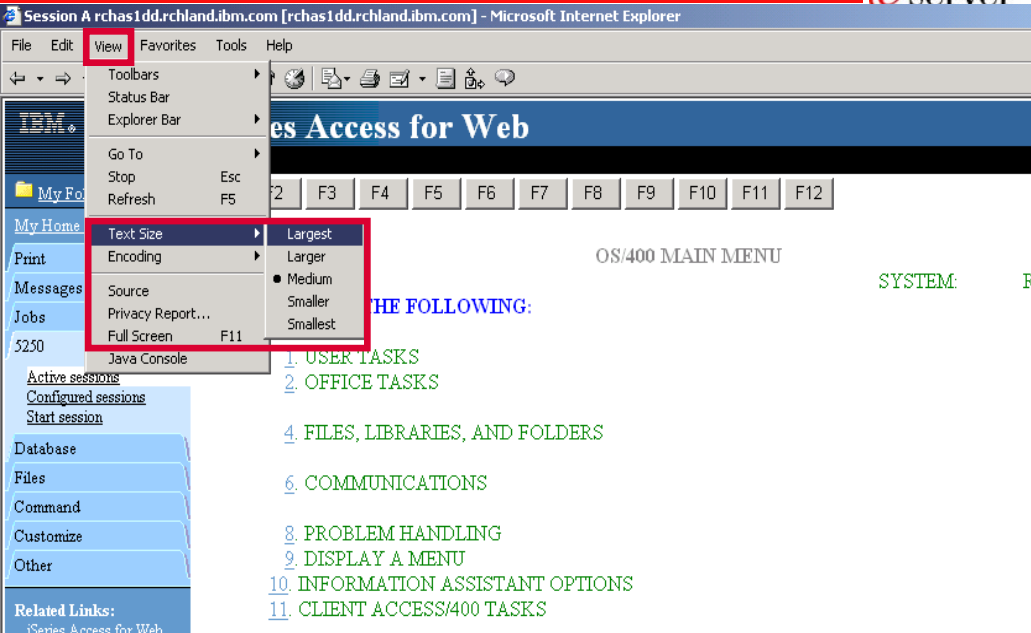 Session A rchas1dd.rchland.ibm.com [rchas1dd.rchland.ibm.com] - Microsoft Internet Explorer
File Edit View Favorites Tools Help
Toolbars
Status Bar
Explorer Bar
Go To
Stop Esc
Refresh F5
Text Size
Encoding
Source
Privacy Report...
Full Screen F11
Java Console
Largest
Larger
Medium
Smaller
Smallest
IBM
es Access for Web
My Fo
My Home
Print
Messages
Jobs
5250
Active sessions
Configured sessions
Start session
Database
Files
Command
Customize
Other
Related Links:
iSeries Access for Web
F2 F3 F4 F5 F6 F7 F8 F9 F10 F11 F12
OS/400 MAIN MENU
SYSTEM: R
THE FOLLOWING:
1. USER TASKS
2. OFFICE TASKS
4. FILES, LIBRARIES, AND FOLDERS
6. COMMUNICATIONS
8. PROBLEM HANDLING
9. DISPLAY A MENU
10. INFORMATION ASSISTANT OPTIONS
11. CLIENT ACCESS/400 TASKS